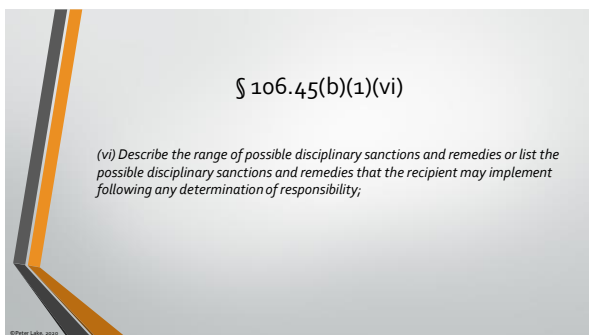 § 106.45(b)(1)(vi)
(vi) Describe the range of possible disciplinary sanctions and remedies or list the
possible disciplinary sanctions and remedies that the recipient may implement
following any determination of responsibility;
©Peter Lake, 2020